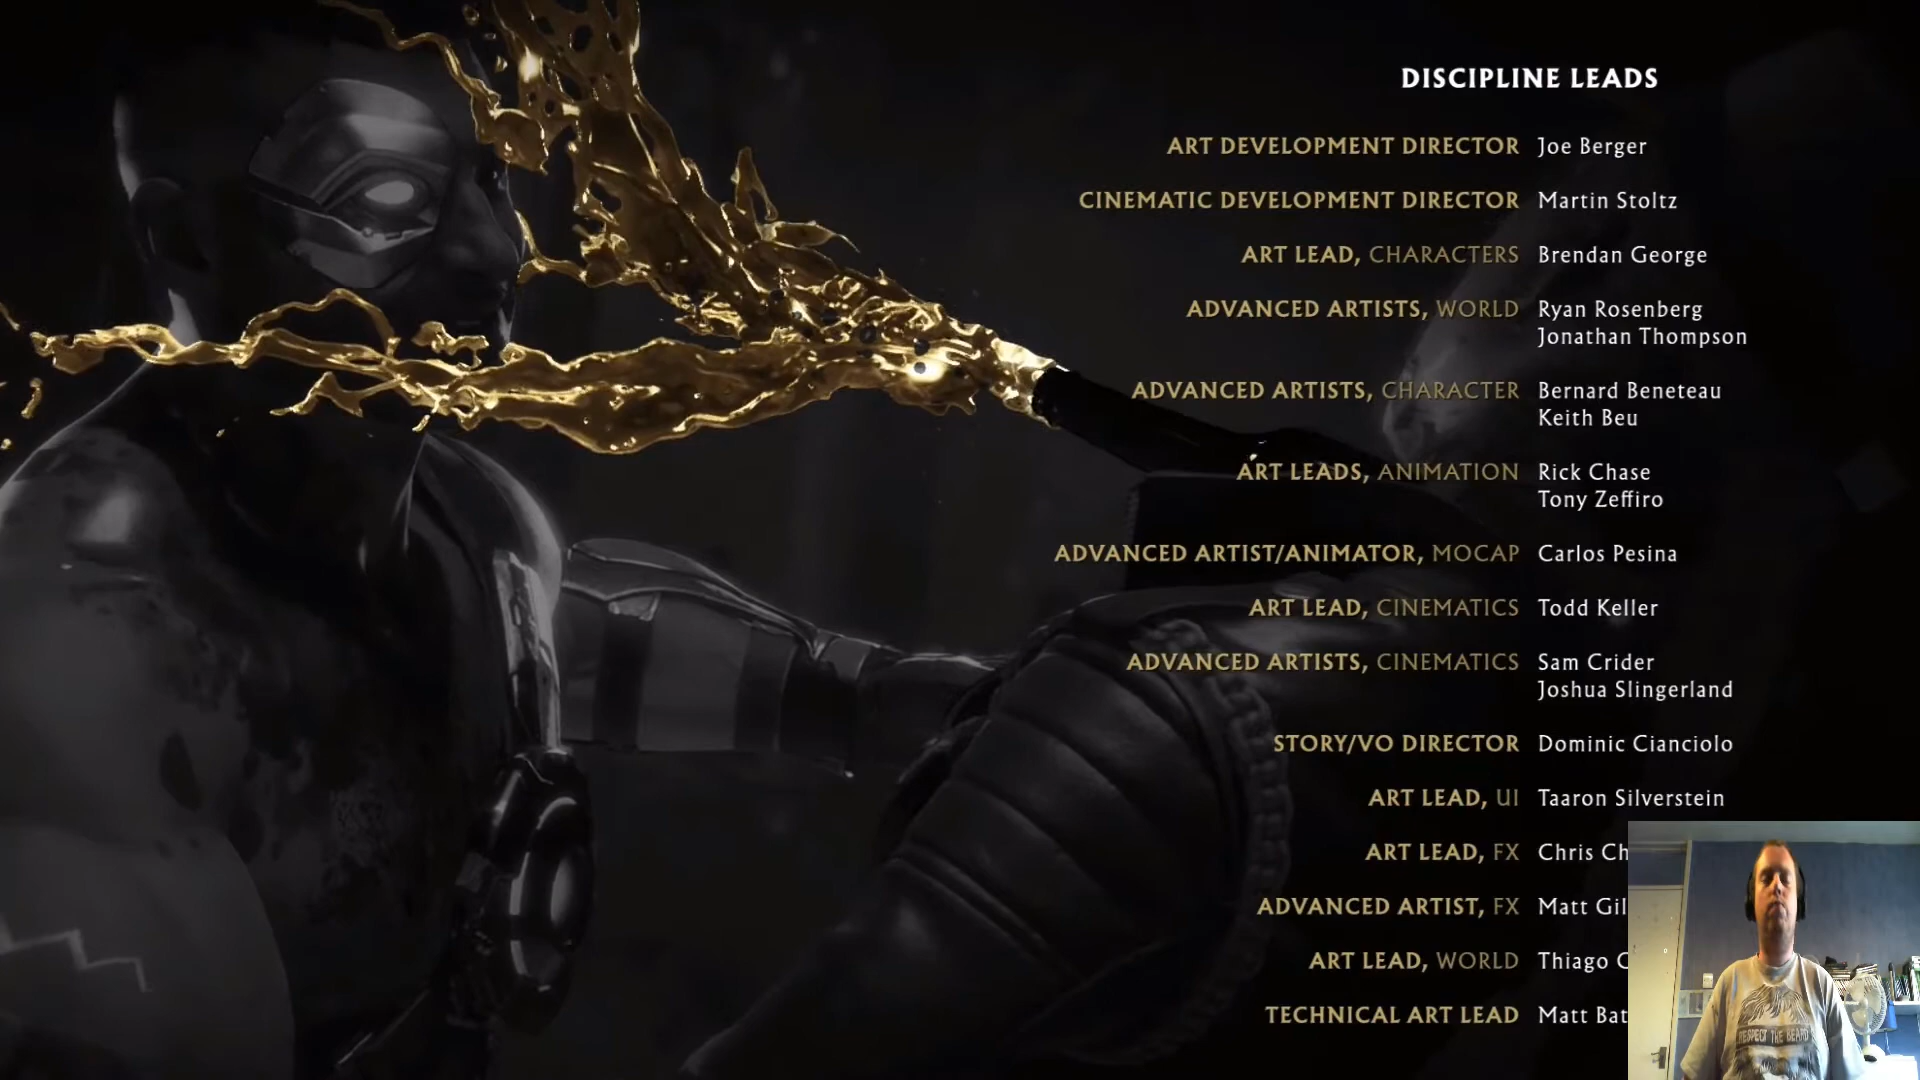 DISCIPLINE LEADS
ART DEVELOPMENT DIRECTOR Joe Berger
CINEMATIC DEVELOPMENT DIRECTOR Martin Stoltz
ART LEAD, CHARACTERS Brendan George
ADVANCED ARTISTS, WORLD Ryan Rosenberg
Jonathan Thompson
ADVANCED ARTISTS, CHARACTER Bernard Beneteau
Keith Beu
ART LEADS, ANIMATION Rick Chase
Tony Zeffiro
ADVANCED ARTIST/ANIMATOR, MOCAP Carlos Pesina
ART LEAD, CINEMATICS Todd Keller
ADVANCED ARTISTS, CINEMATICS Sam Crider
Joshua Slingerland
STORY/VO DIRECTOR Dominic Cianciolo
ART LEAD, UI Taaron Silverstein
ART LEAD, FX Chris
ADVANCED ARTIST, FX Matt
ART LEAD, WORLD Thiago
TECHNICAL ART LEAD Matt
RESPECT THE BEARD